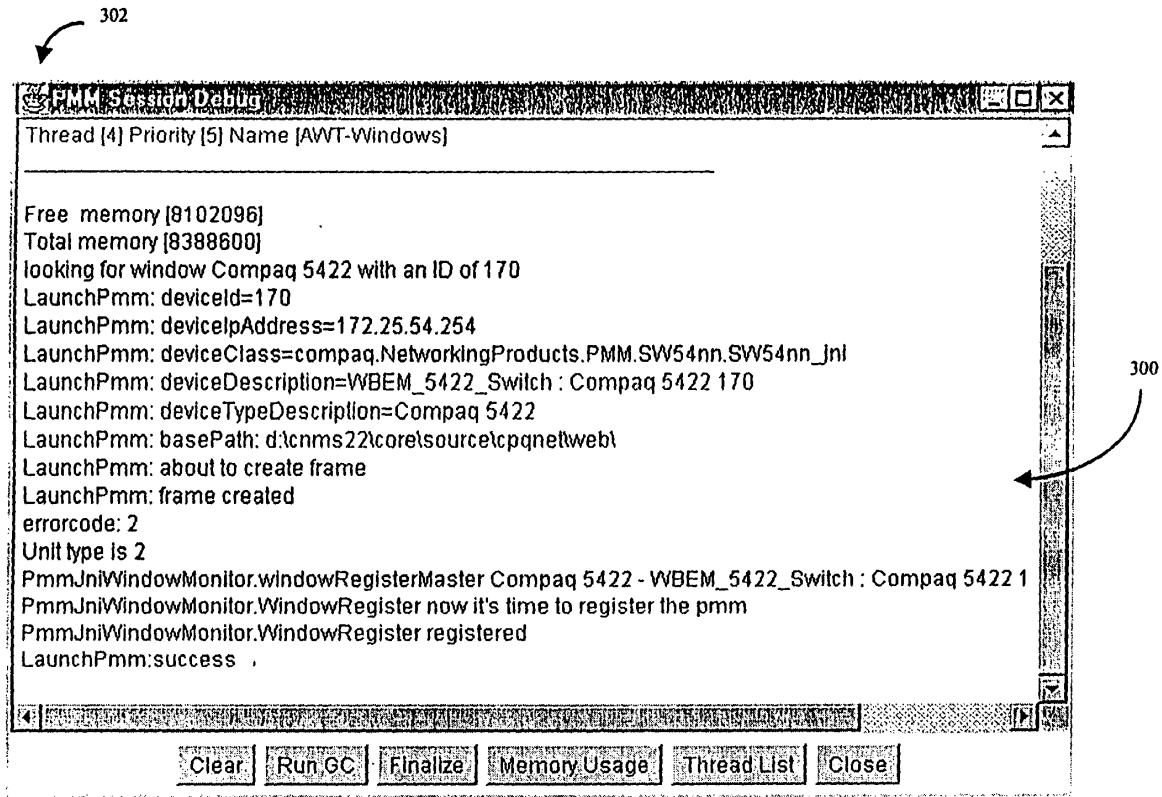 302
PMM Session Debug
Thread [4] Priority [5] Name [AWT-Windows]
Free memory [8102096]
Total memory [8388600]
looking for window Compaq 5422 with an ID of 170
LaunchPmm: deviceId=170
LaunchPmm: deviceIpAddress=172.25.54.254
LaunchPmm: deviceClass=compaq.NetworkingProducts.PMM.SW54nn.SW54nn_jni
300
LaunchPmm: deviceDescription=WBEM_5422_Switch : Compaq 5422 170
LaunchPmm: deviceTypeDescription=Compaq 5422
LaunchPmm: basePath: d:\cnms22\core\source\cpqnet\web\
LaunchPmm: about to create frame
LaunchPmm: frame created
errorcode: 2
Unit type is 2
PmmJniWindowMonitor.windowRegisterMaster Compaq 5422 - WBEM_5422_Switch : Compaq 5422 1
PmmJniWindowMonitor.WindowRegister now it's time to register the pmm
PmmJniWindowMonitor.WindowRegister registered
LaunchPmm:success
Clear Run GC Finalize Memory Usage Thread List Close